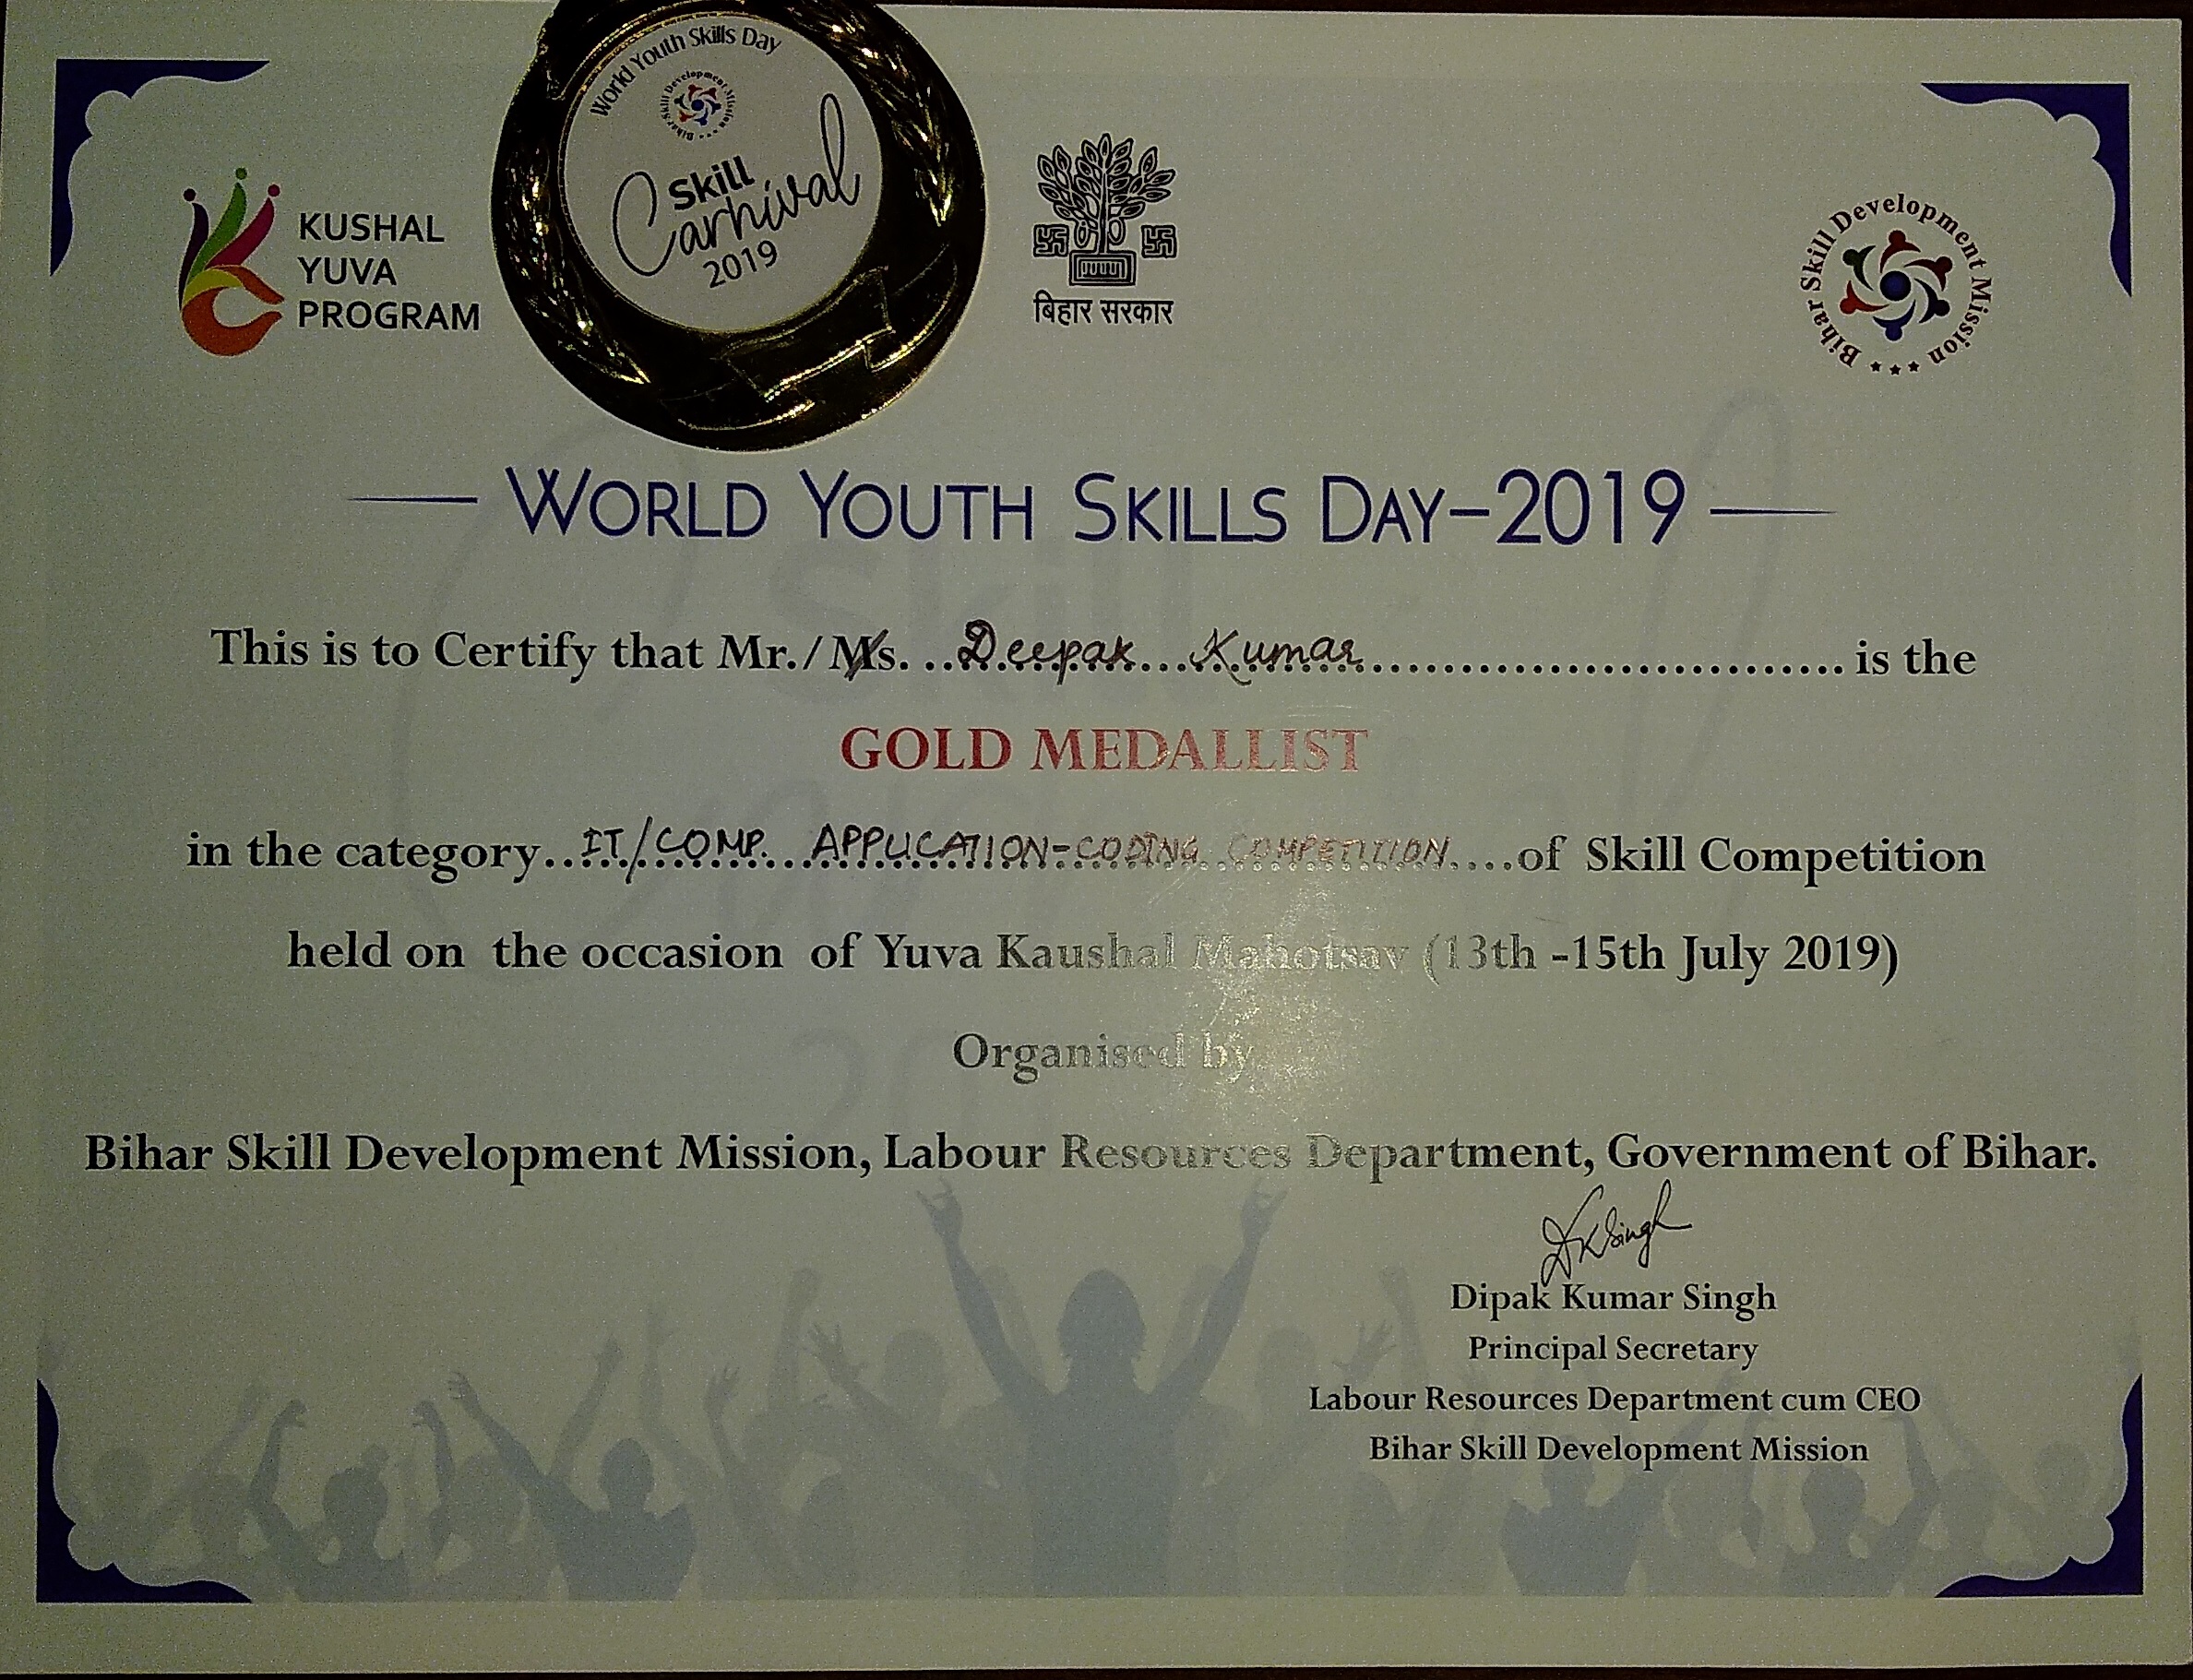 World Youth Skills Day
Bihar Skill Development Mission
Skill
Carnival
2019
KUSHAL
YUVA
PROGRAM
बिहार सरकार
Bihar Skill Development Mission
WORLD YOUTH SKILLS DAY-2019
This is to Certify that Mr./Ms. ..Deepak Kumar.......... is the
GOLD MEDALLIST
in the category..IT/COMP. APPLICATION-CODING COMPETITION....of Skill Competition
held on the occasion of Yuva Kaushal Mahotsav (13th -15th July 2019)
Organised by
Bihar Skill Development Mission, Labour Resources Department, Government of Bihar.
DKSingh
Dipak Kumar Singh
Principal Secretary
Labour Resources Department cum CEO
Bihar Skill Development Mission
Skill
Carnival
2019